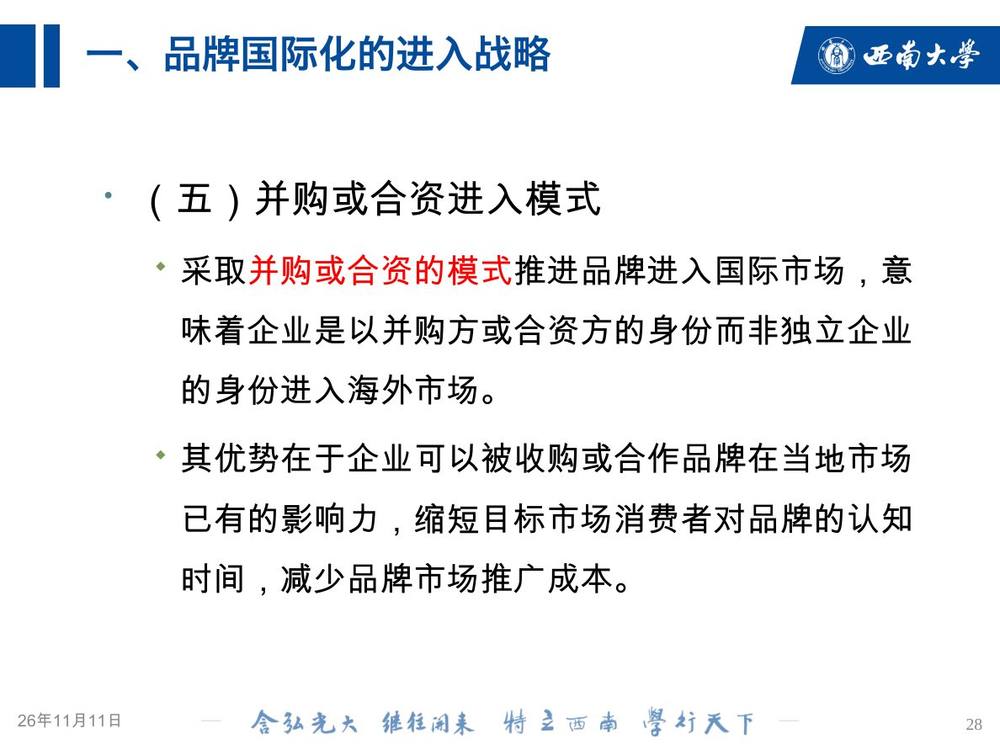 一、品牌国际化的进入战略
西南大学
（五）并购或合资进入模式
采取并购或合资的模式推进品牌进入国际市场，意
味着企业是以并购方或合资方的身份而非独立企业
的身份进入海外市场。
其优势在于企业可以被收购或合作品牌在当地市场
已有的影响力，缩短目标市场消费者对品牌的认知
时间，减少品牌市场推广成本。
26年11月11日
含弘光大 继往开来 特立西南 學行天下
28